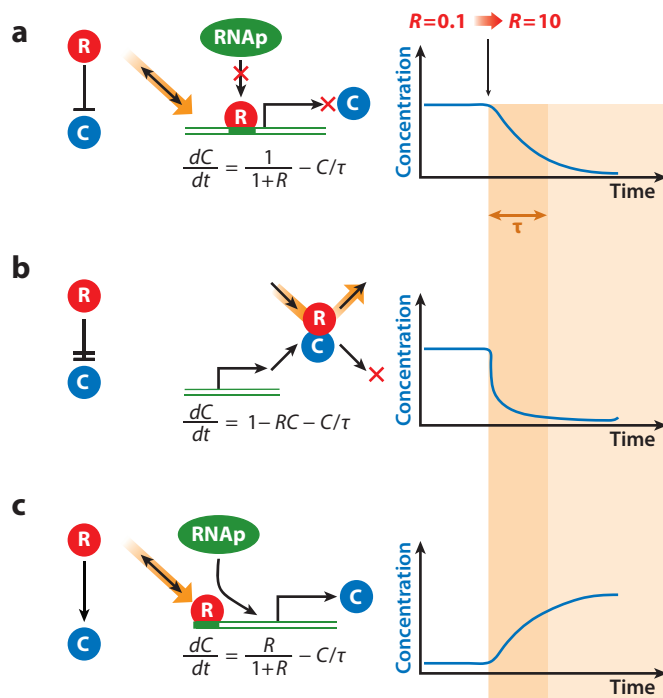 R=0.1 R=10
a
R
RNAp
C
R
C
dC/dt = 1/1+R − C/τ
Concentration
Time
τ
b
R
R
C
C
dC/dt = 1− RC − C/τ
Concentration
Time
c
R
RNAp
R
C
C
dC/dt = R/1+R − C/τ
Concentration
Time